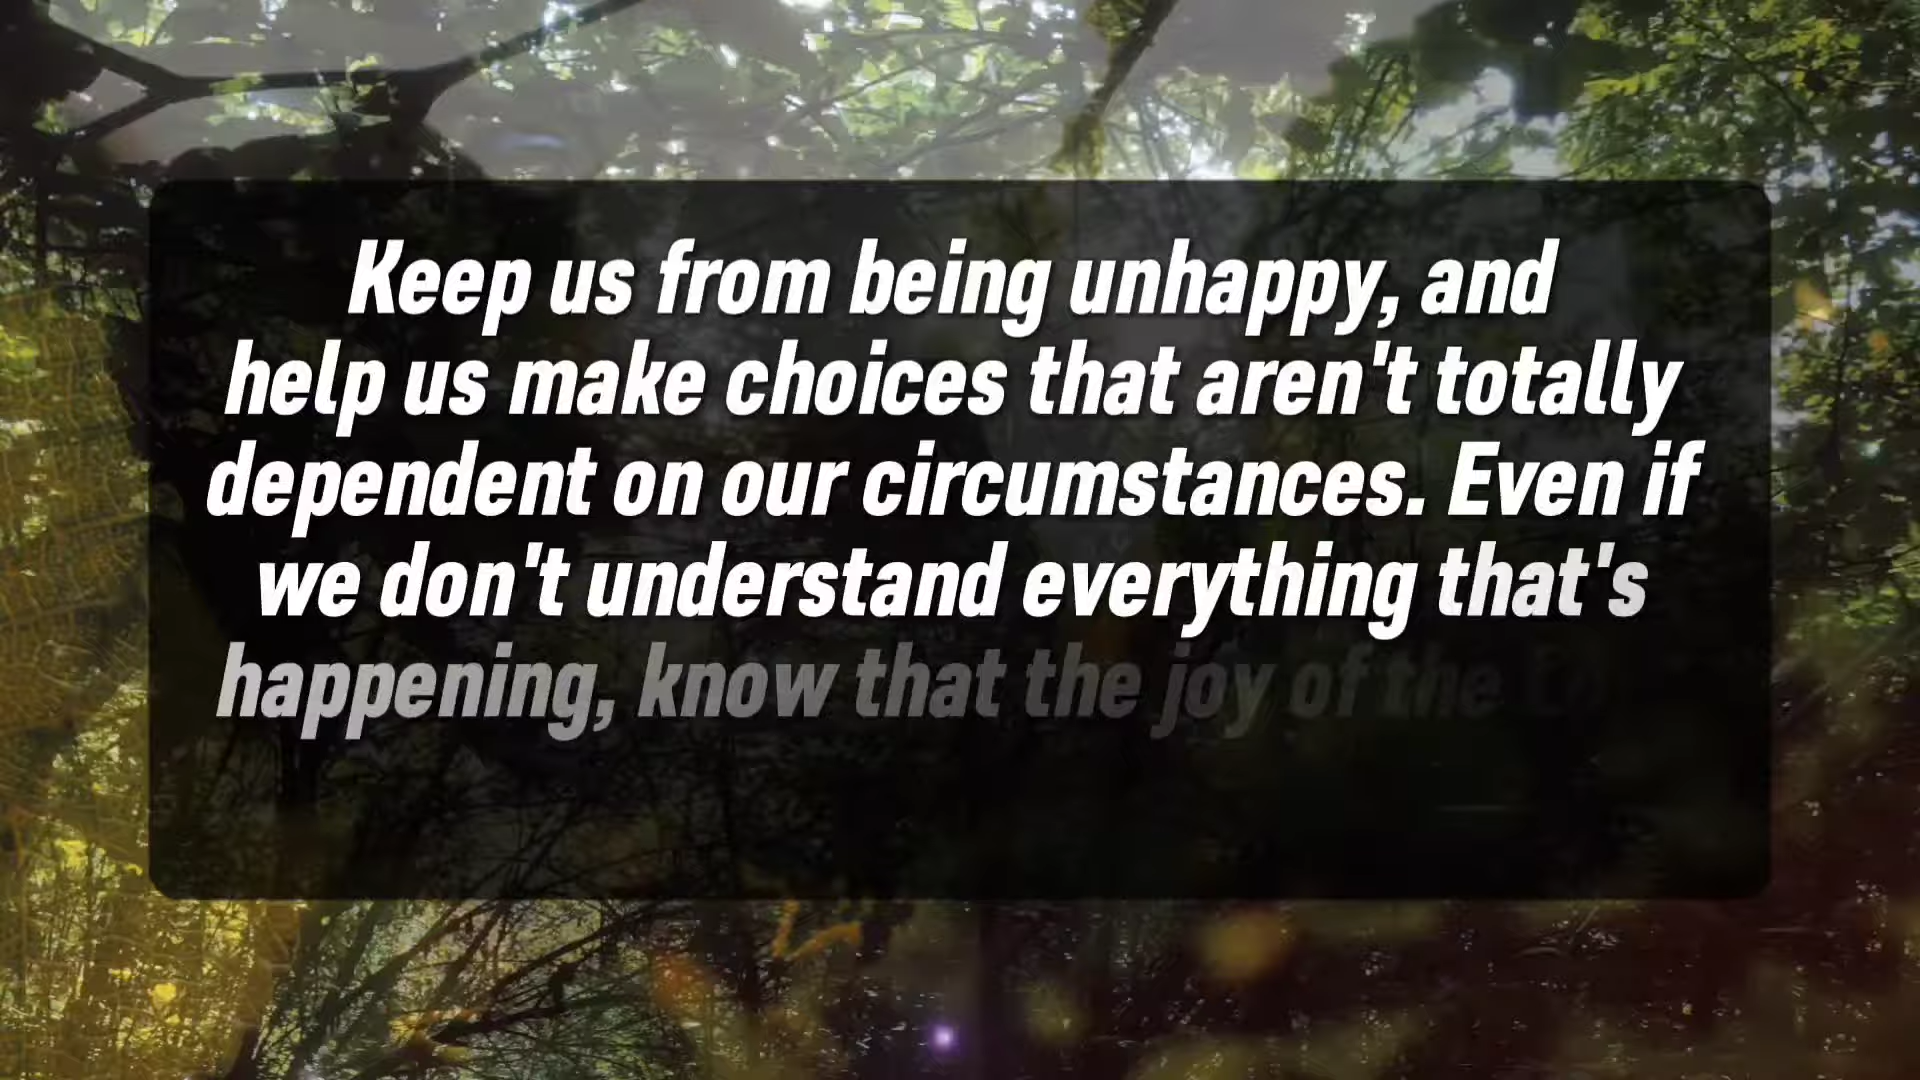 Keep us from being unhappy, and
help us make choices that aren't totally
dependent on our circumstances. Even if
we don't understand everything that's
happening, know that the joy of the